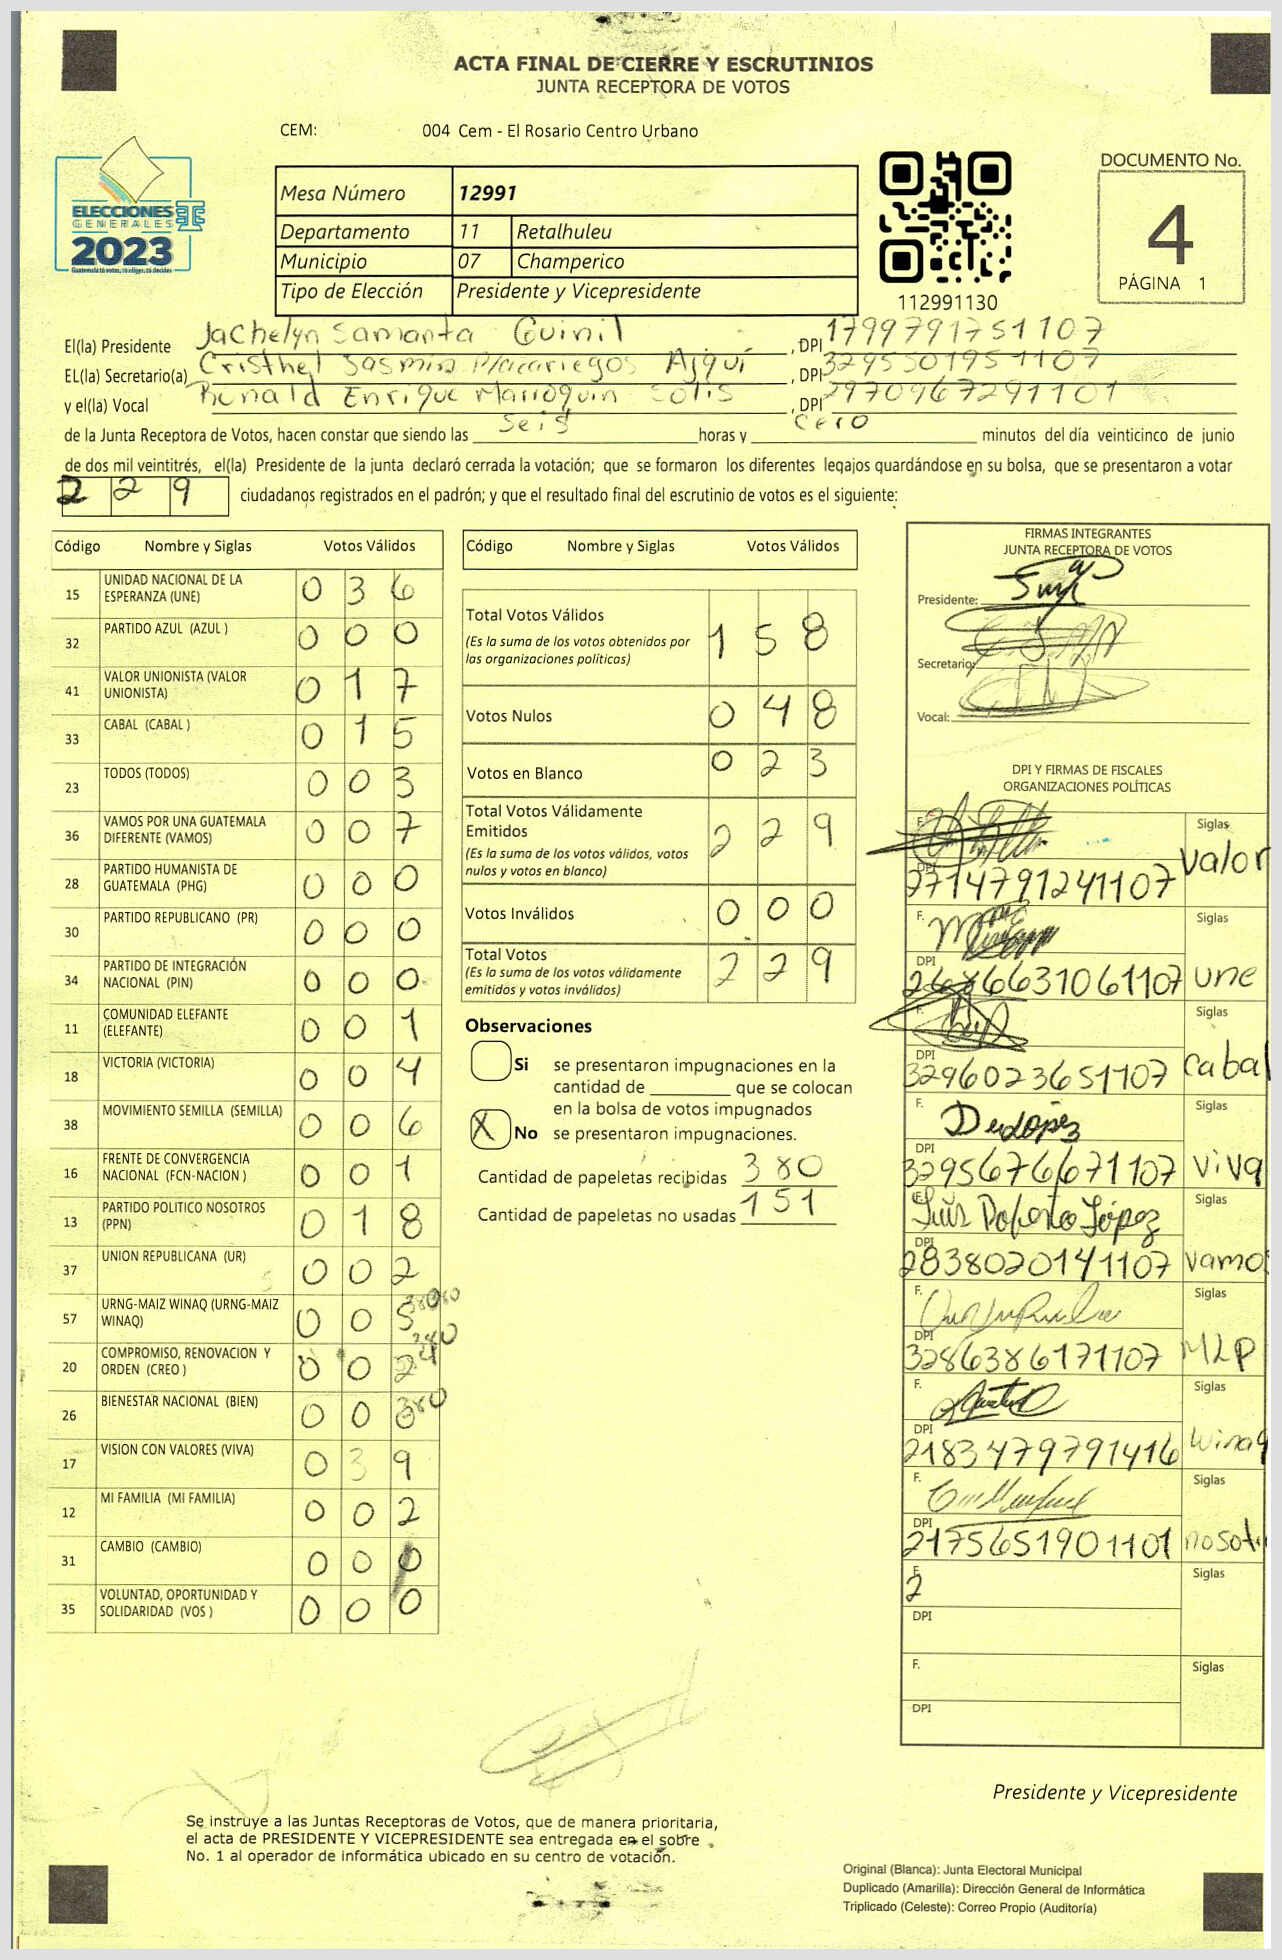 ACTA FINAL DE CIERRE Y ESCRUTINIOS
JUNTA RECEPTORA DE VOTOS
CEM: 004 Cem - El Rosario Centro Urbano
ELECCIONES
GENERALES
2023
Guatemala tú votas, tú eliges, tú decides
Mesa Número 12991
Departamento 11 Retalhuleu
Municipio 07 Champerico
Tipo de Elección Presidente y Vicepresidente
112991130
DOCUMENTO No.
4
PÁGINA 1
El(la) Presidente Jachelyn Samanta Guinil, DPI 1799791751107
EL(la) Secretario(a) Cristhel Ajquí, DPI 3295501951107
y el(la) Vocal Ronald Enrique Marroquin Solis, DPI 2970967291101
de la Junta Receptora de Votos, hacen constar que siendo las seis horas y cero minutos del día veinticinco de junio
de dos mil veintitrés, el(la) Presidente de la junta declaró cerrada la votación; que se formaron los diferentes legajos quardándose en su bolsa, que se presentaron a votar
2 2 9 ciudadanos registrados en el padrón; y que el resultado final del escrutinio de votos es el siguiente:
Código Nombre y Siglas Votos Válidos
15 UNIDAD NACIONAL DE LA ESPERANZA (UNE) 0 3 6
32 PARTIDO AZUL (AZUL ) 0 0 0
41 VALOR UNIONISTA (VALOR UNIONISTA) 0 1 7
33 CABAL (CABAL ) 0 1 5
23 TODOS (TODOS) 0 0 3
36 VAMOS POR UNA GUATEMALA DIFERENTE (VAMOS) 0 0 7
28 PARTIDO HUMANISTA DE GUATEMALA (PHG) 0 0 0
30 PARTIDO REPUBLICANO (PR) 0 0 0
34 PARTIDO DE INTEGRACIÓN NACIONAL (PIN) 0 0 0
11 COMUNIDAD ELEFANTE (ELEFANTE) 0 0 1
18 VICTORIA (VICTORIA) 0 0 4
38 MOVIMIENTO SEMILLA (SEMILLA) 0 0 6
16 FRENTE DE CONVERGENCIA NACIONAL (FCN-NACION ) 0 0 1
13 PARTIDO POLITICO NOSOTROS (PPN) 0 1 8
37 UNION REPUBLICANA (UR) 0 0 2
57 URNG-MAIZ WINAQ (URNG-MAIZ WINAQ) 0 0 5
20 COMPROMISO, RENOVACION Y ORDEN (CREO ) 0 0 2
26 BIENESTAR NACIONAL (BIEN) 0 0 0
17 VISION CON VALORES (VIVA) 0 3 9
12 MI FAMILIA (MI FAMILIA) 0 0 2
31 CAMBIO (CAMBIO) 0 0 0
35 VOLUNTAD, OPORTUNIDAD Y SOLIDARIDAD (VOS ) 0 0 0
Código Nombre y Siglas Votos Válidos
Total Votos Válidos 1 5 8
(Es la suma de los votos obtenidos por
las organizaciones políticas)
Votos Nulos 0 4 8
Votos en Blanco 0 2 3
Total Votos Válidamente
Emitidos 2 2 9
(Es la suma de los votos válidos, votos
nulos y votos en blanco)
Votos Inválidos 0 0 0
Total Votos 2 2 9
(Es la suma de los votos válidamente
emitidos y votos inválidos)
Observaciones
Si se presentaron impugnaciones en la
cantidad de ________ que se colocan
en la bolsa de votos impugnados
X No se presentaron impugnaciones.
Cantidad de papeletas recibidas 380
Cantidad de papeletas no usadas 151
FIRMAS INTEGRANTES
JUNTA RECEPTORA DE VOTOS
Presidente:
Secretario:
Vocal:
DPI Y FIRMAS DE FISCALES
ORGANIZACIONES POLÍTICAS
F. Siglas
DPI 2714791241107 Valor
F. Siglas
DPI 2686631061107 une
F. Siglas
DPI 3296023651107 cabal
F. Siglas
DPI 3295676671107 viva
F. Luis Roberto López Siglas
DPI 2838020141107 vamos
F. Siglas
DPI 3286386171107 MLP
F. Siglas
DPI 2183479791416 winaq
F. Siglas
DPI 2175651901101 nosot
F. 2 Siglas
DPI
F. Siglas
DPI
Presidente y Vicepresidente
Se instruye a las Juntas Receptoras de Votos, que de manera prioritaria,
el acta de PRESIDENTE Y VICEPRESIDENTE sea entregada en el sobre
No. 1 al operador de informática ubicado en su centro de votación.
Original (Blanca): Junta Electoral Municipal
Duplicado (Amarilla): Dirección General de Informática
Triplicado (Celeste): Correo Propio (Auditoría)